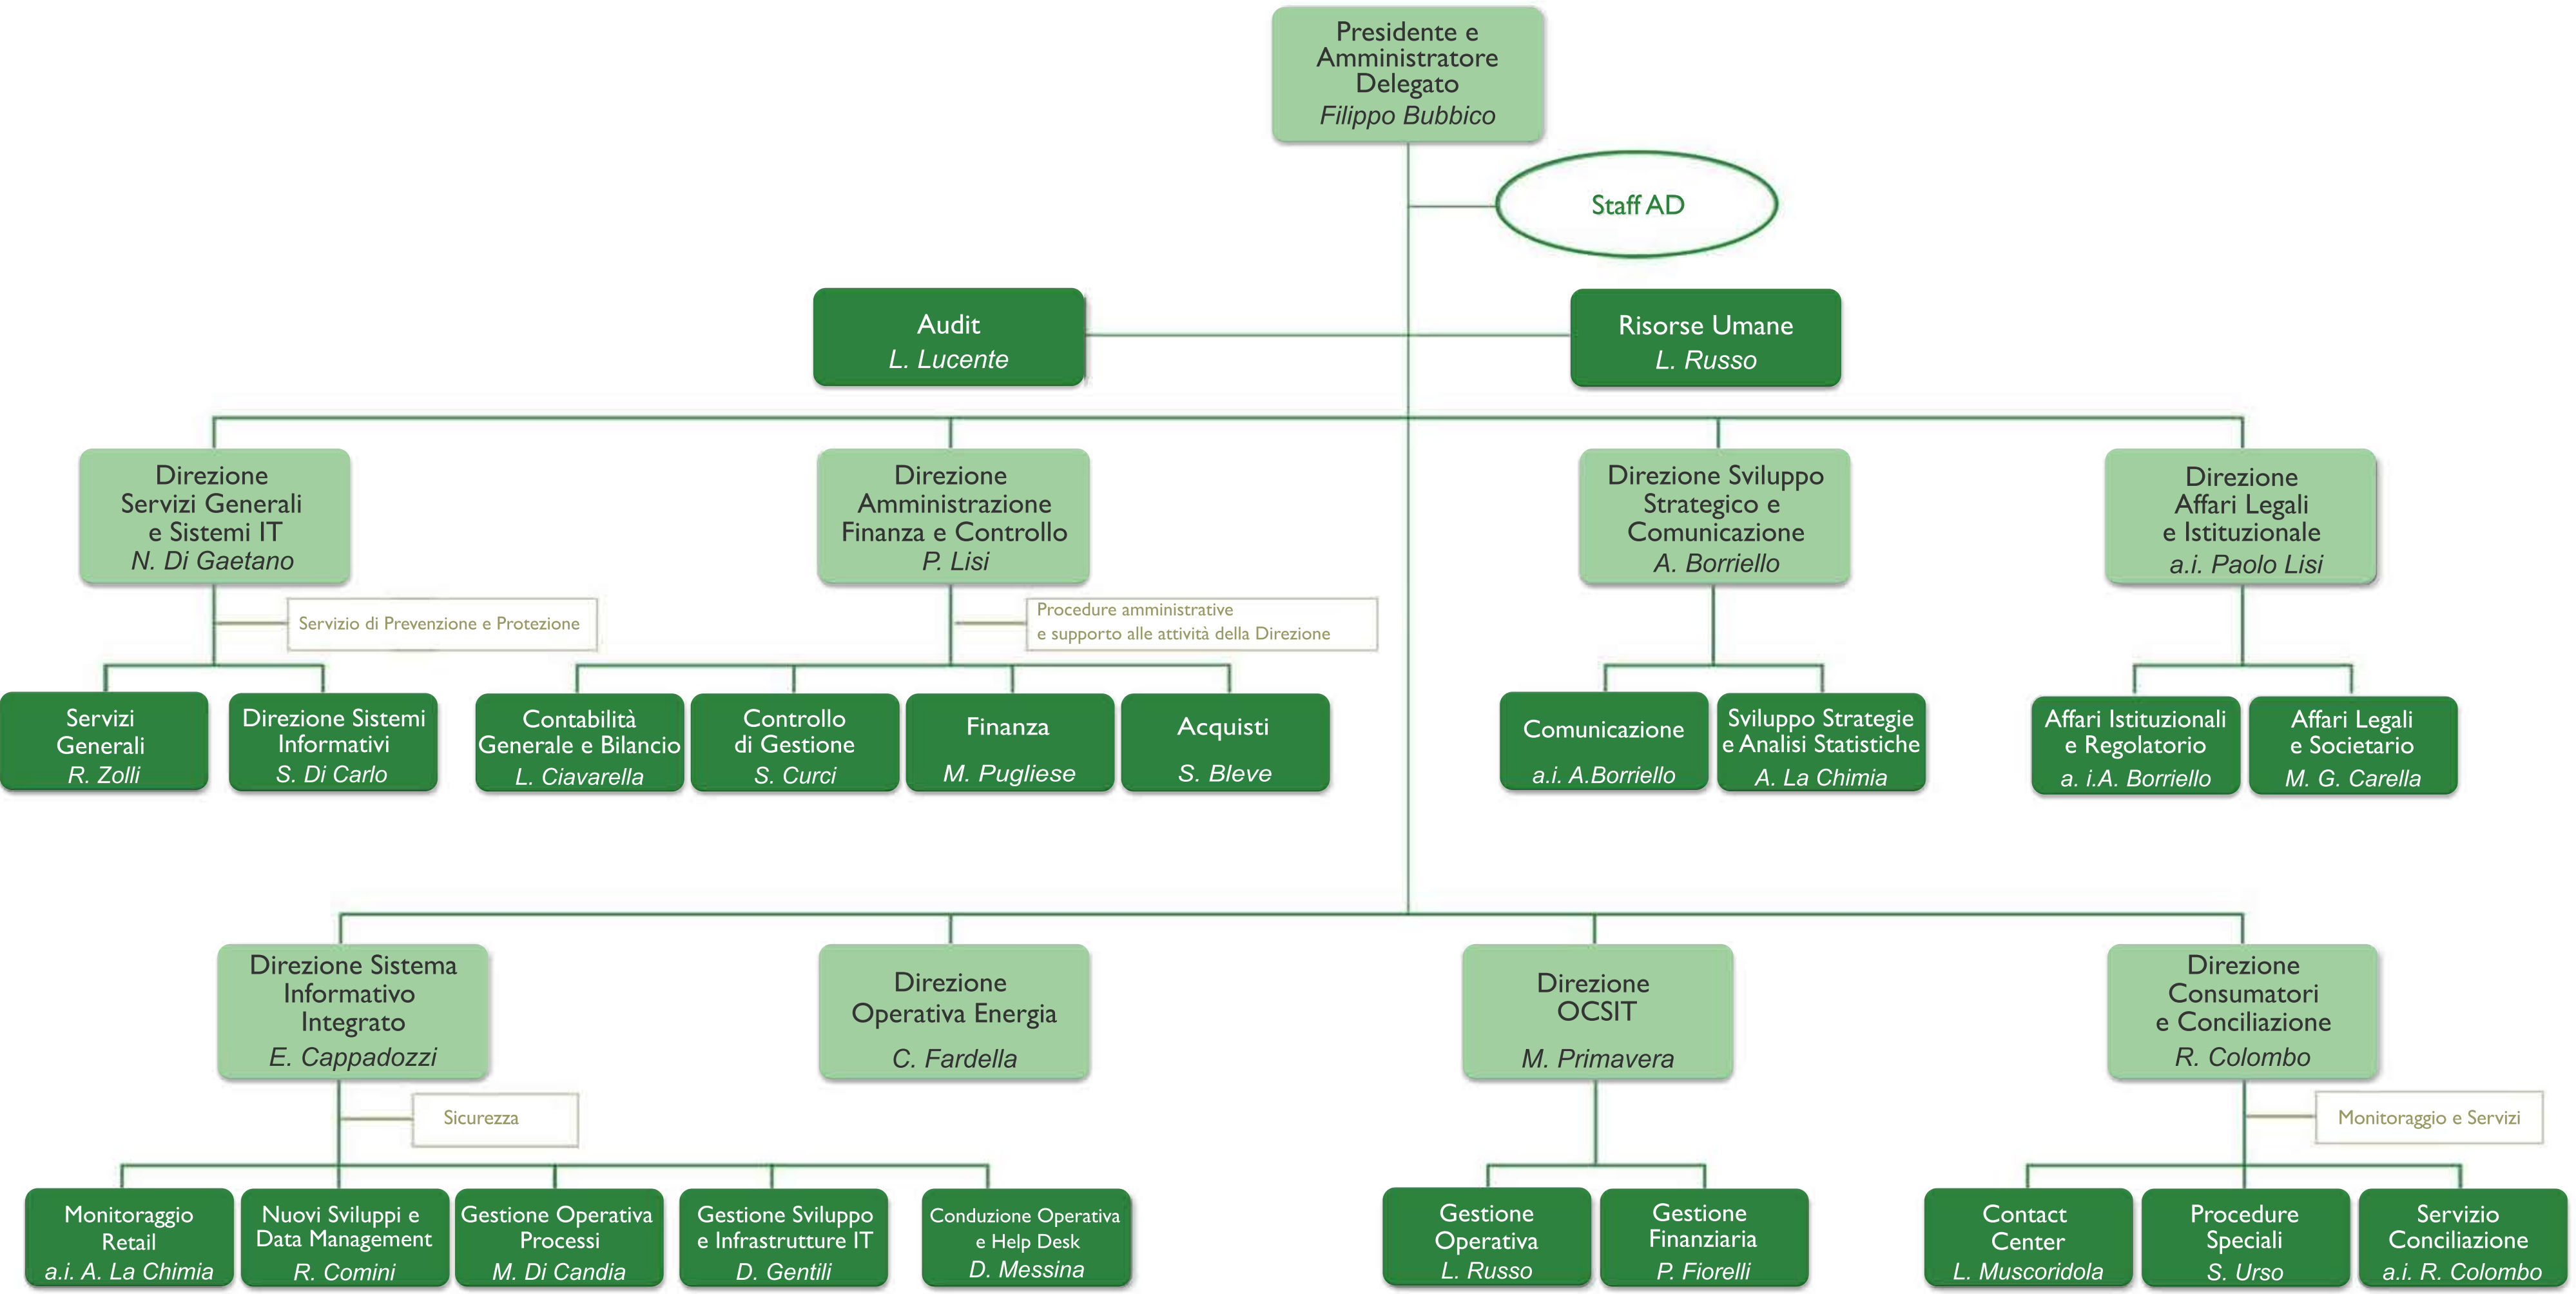 Presidente e
Amministratore
Delegato
Filippo Bubbico
Staff AD
Audit
L. Lucente
Risorse Umane
L. Russo
Direzione
Servizi Generali
e Sistemi IT
N. Di Gaetano
Direzione
Amministrazione
Finanza e Controllo
P. Lisi
Direzione Sviluppo
Strategico e
Comunicazione
A. Borriello
Direzione
Affari Legali
e Istituzionale
a.i. Paolo Lisi
Servizio di Prevenzione e Protezione
Procedure amministrative
e supporto alle attività della Direzione
Servizi
Generali
R. Zolli
Direzione Sistemi
Informativi
S. Di Carlo
Contabilità
Generale e Bilancio
L. Ciavarella
Controllo
di Gestione
S. Curci
Finanza
M. Pugliese
Acquisti
S. Bleve
Comunicazione
a.i. A.Borriello
Sviluppo Strategie
e Analisi Statistiche
A. La Chimia
Affari Istituzionali
e Regolatorio
a. i.A. Borriello
Affari Legali
e Societario
M. G. Carella
Direzione Sistema
Informativo
Integrato
E. Cappadozzi
Direzione
Operativa Energia
C. Fardella
Direzione
OCSIT
M. Primavera
Direzione
Consumatori
e Conciliazione
R. Colombo
Sicurezza
Monitoraggio e Servizi
Monitoraggio
Retail
a.i. A. La Chimia
Nuovi Sviluppi e
Data Management
R. Comini
Gestione Operativa
Processi
M. Di Candia
Gestione Sviluppo
e Infrastrutture IT
D. Gentili
Conduzione Operativa
e Help Desk
D. Messina
Gestione
Operativa
L. Russo
Gestione
Finanziaria
P. Fiorelli
Contact
Center
L. Muscoridola
Procedure
Speciali
S. Urso
Servizio
Conciliazione
a.i. R. Colombo